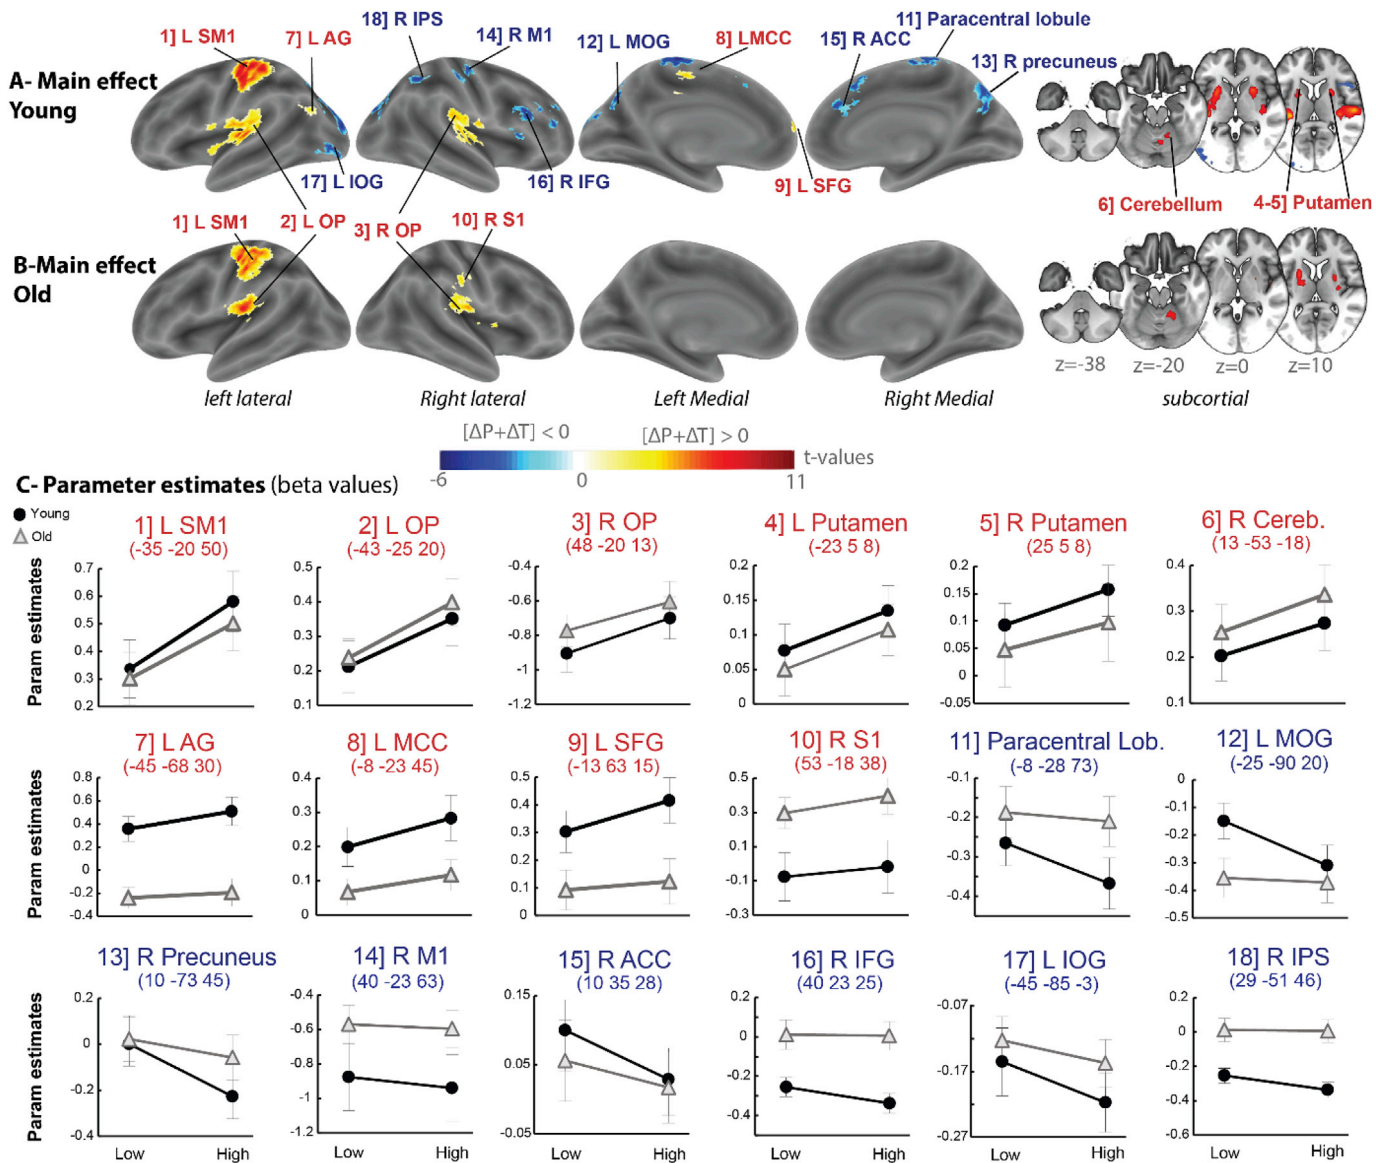 18] R IPS
11] Paracentral lobule
1] L SM1
7] L AG
14] R M1
12] L MOG
8] LMCC
15] R ACC
13] R precuneus
A- Main effect
Young
17] L IOG
16] R IFG
9] L SFG
6] Cerebellum
4-5] Putamen
1] L SM1
2] L OP
3] R OP
10] R S1
B-Main effect
Old
z=-38
z=-20
z=0
z=10
left lateral
Right lateral
Left Medial
Right Medial
subcortial
[ΔP+ΔT] < 0
[ΔP+ΔT] > 0
t-values
-6
0
11
C- Parameter estimates (beta values)
Young
Old
1] L SM1
(-35 -20 50)
2] L OP
(-43 -25 20)
3] R OP
(48 -20 13)
4] L Putamen
(-23 5 8)
5] R Putamen
(25 5 8)
6] R Cereb.
(13 -53 -18)
Param estimates
0.7
0.6
0.5
0.4
0.3
0.2
0.5
0.4
0.3
0.2
0.1
-0.4
-0.6
-0.8
-1
-1.2
0.2
0.15
0.1
0.05
0
0.2
0.15
0.1
0.05
0
-0.05
0.4
0.3
0.2
0.1
7] L AG
(-45 -68 30)
8] L MCC
(-8 -23 45)
9] L SFG
(-13 63 15)
10] R S1
(53 -18 38)
11] Paracentral Lob.
(-8 -28 73)
12] L MOG
(-25 -90 20)
Param estimates
0.8
0.6
0.4
0.2
0
-0.2
-0.4
0.4
0.3
0.2
0.1
0
0.5
0.4
0.3
0.2
0.1
0
0.5
0.3
0.1
-0.1
-0.3
-0.1
-0.2
-0.3
-0.4
0
-0.1
-0.2
-0.3
-0.4
-0.5
13] R Precuneus
(10 -73 45)
14] R M1
(40 -23 63)
15] R ACC
(10 35 28)
16] R IFG
(40 23 25)
17] L IOG
(-45 -85 -3)
18] R IPS
(29 -51 46)
Param estimates
0.2
0
-0.2
-0.4
-0.4
-0.6
-0.8
-1
-1.2
0.15
0.05
-0.05
0.2
0
-0.2
-0.4
-0.07
-0.17
-0.27
0.2
0
-0.2
-0.4
-0.6
Low
High
Low
High
Low
High
Low
High
Low
High
Low
High